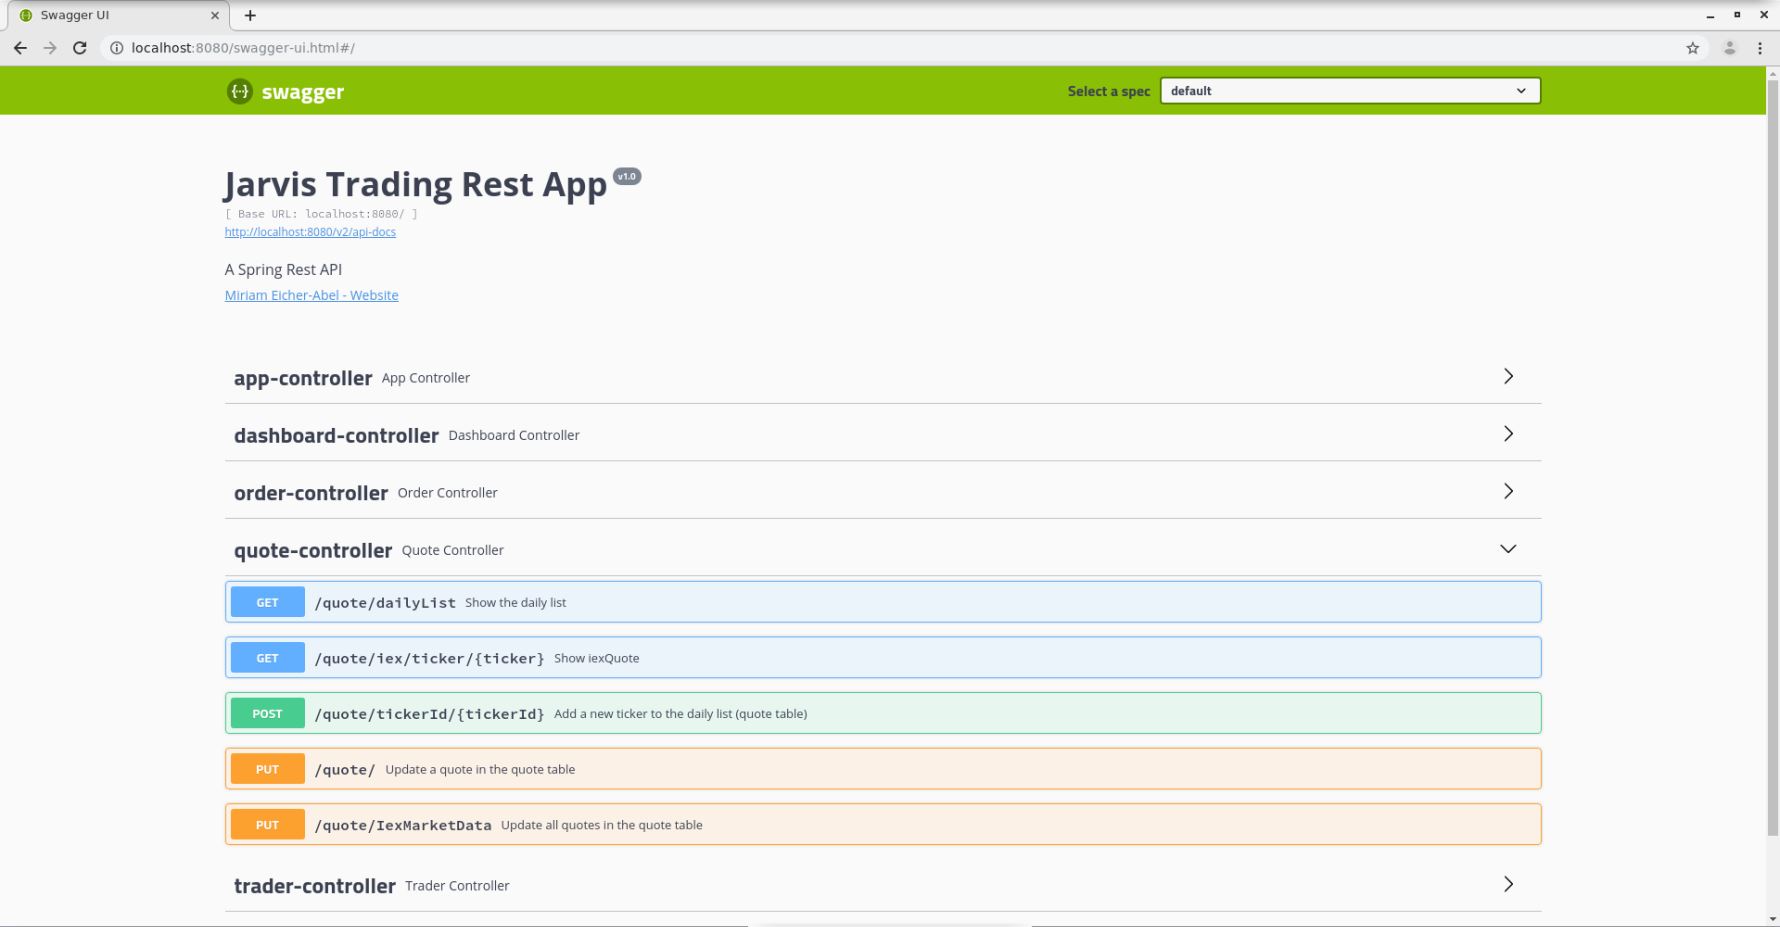 Swagger UI
localhost:8080/swagger-ui.html#/
{··} swagger
Select a spec default
Jarvis Trading Rest App v1.0
[ Base URL: localhost:8080/ ]
http://localhost:8080/v2/api-docs
A Spring Rest API
Miriam Eicher-Abel - Website
app-controller App Controller
dashboard-controller Dashboard Controller
order-controller Order Controller
quote-controller Quote Controller
GET /quote/dailyList Show the daily list
GET /quote/iex/ticker/{ticker} Show iexQuote
POST /quote/tickerId/{tickerId} Add a new ticker to the daily list (quote table)
PUT /quote/ Update a quote in the quote table
PUT /quote/IexMarketData Update all quotes in the quote table
trader-controller Trader Controller